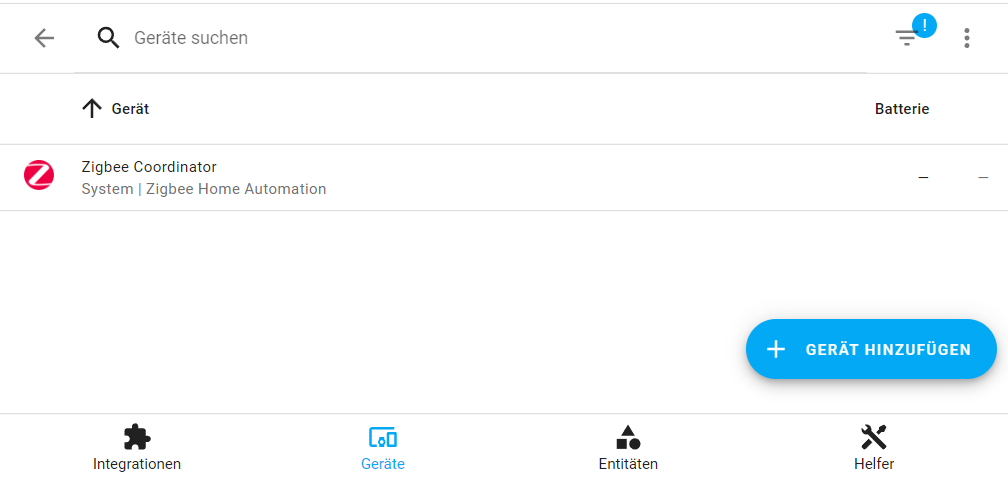 Geräte suchen
!
Gerät Batterie
Zigbee Coordinator
System | Zigbee Home Automation
– –
GERÄT HINZUFÜGEN
Integrationen Geräte Entitäten Helfer